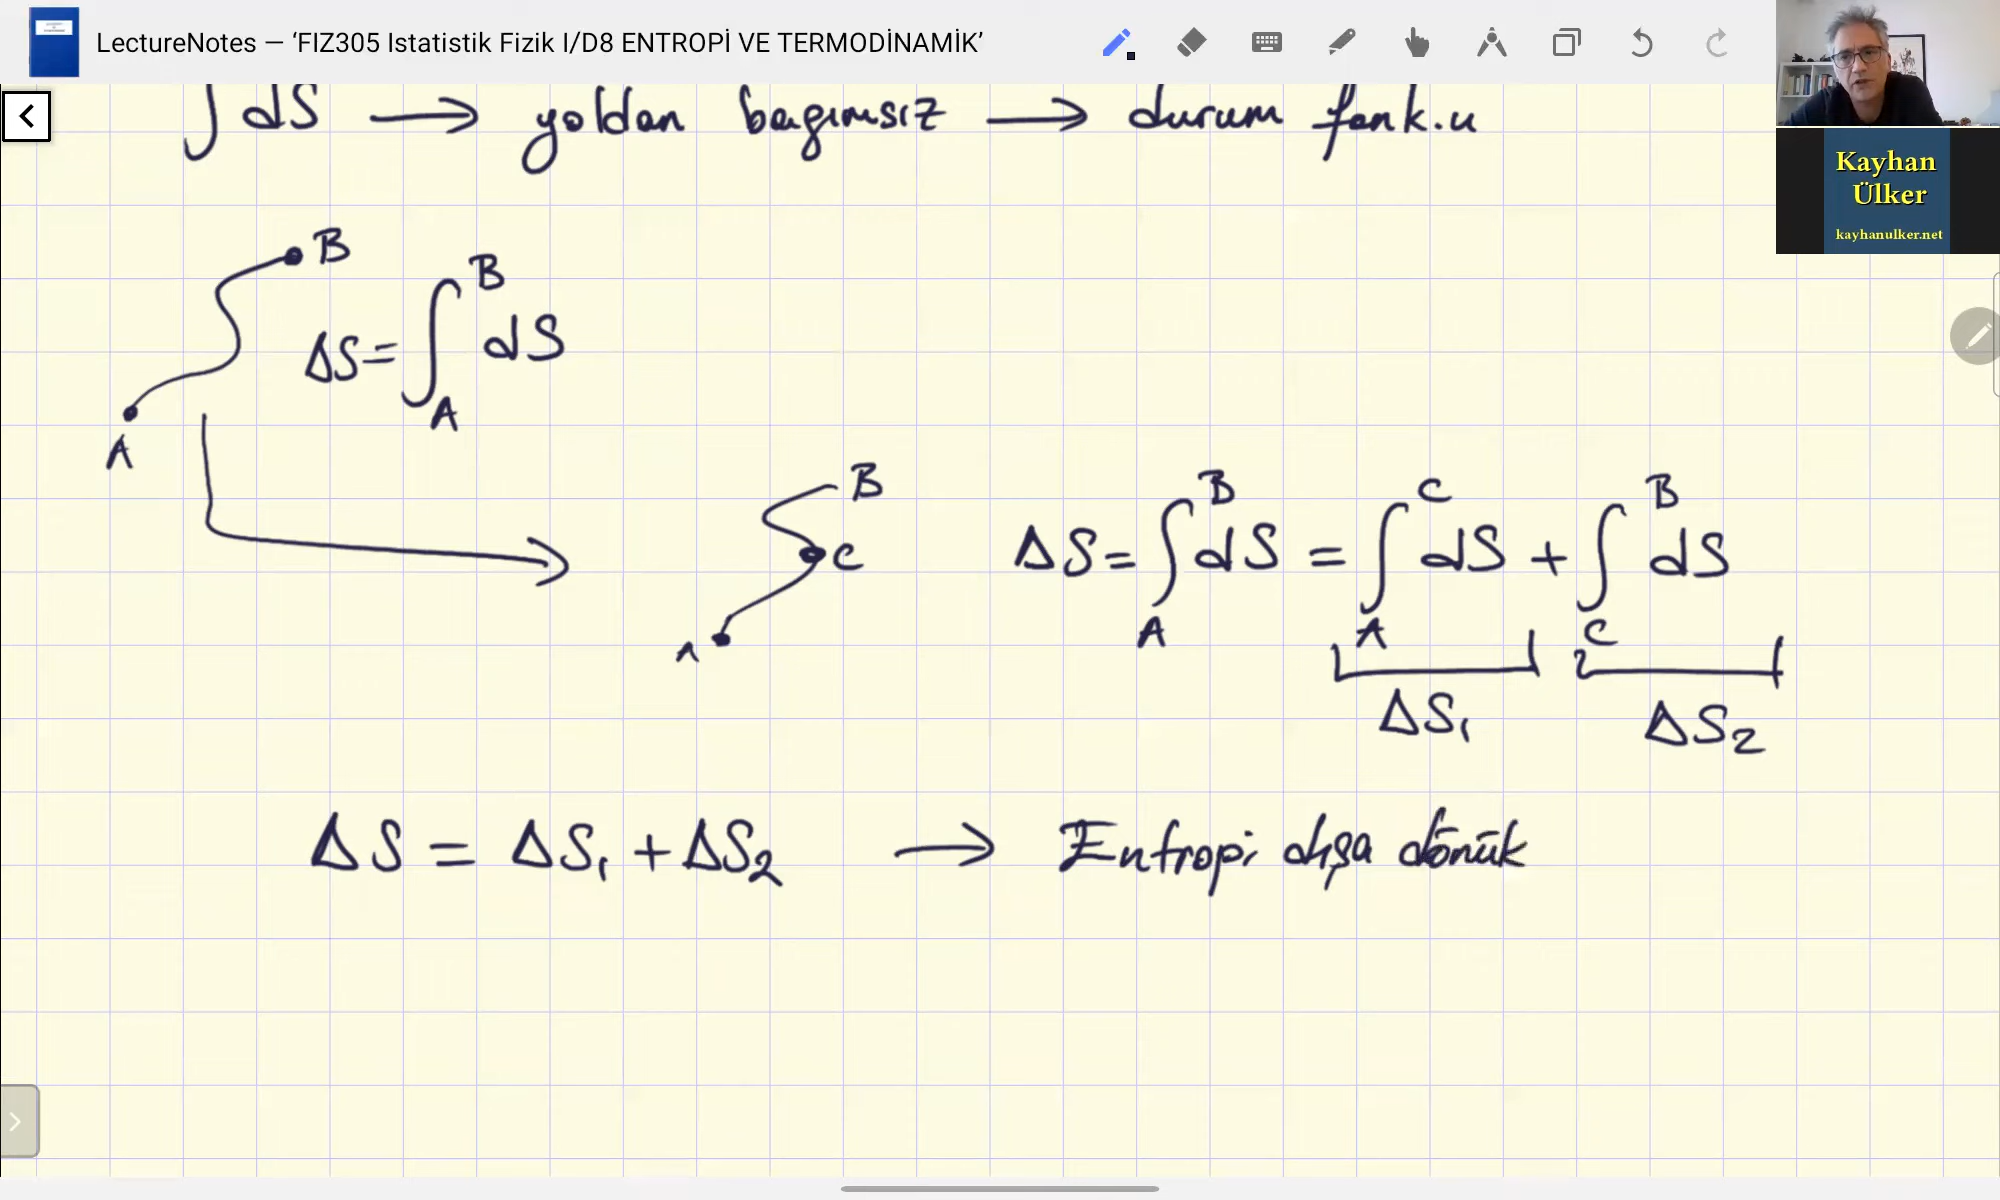 LectureNotes — ‘FIZ305 Istatistik Fizik I/D8 ENTROPİ VE TERMODİNAMİK’
Kayhan
Ülker
kayhanulker.net
∫ dS → yoldan bagımsız → durum fonk.u
B
ΔS = ∫_A^B dS
A
B
C
A
ΔS = ∫_A^B dS = ∫_A^C dS + ∫_C^B dS
ΔS₁ ΔS₂
ΔS = ΔS₁ + ΔS₂ → Entropi dışa dönük